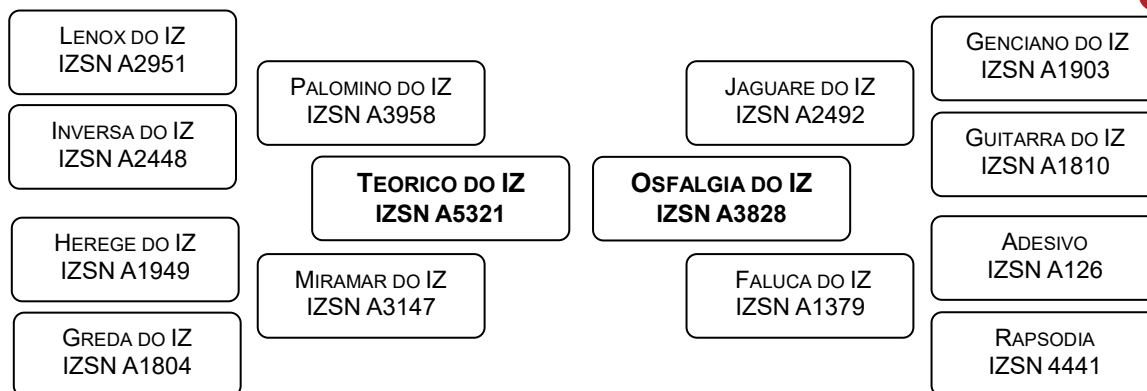 LENOX DO IZ
IZSN A2951
INVERSA DO IZ
IZSN A2448
HEREGE DO IZ
IZSN A1949
GREDA DO IZ
IZSN A1804
PALOMINO DO IZ
IZSN A3958
MIRAMAR DO IZ
IZSN A3147
TEORICO DO IZ
IZSN A5321
OSFALGIA DO IZ
IZSN A3828
JAGUARE DO IZ
IZSN A2492
FALUCA DO IZ
IZSN A1379
GENCIANO DO IZ
IZSN A1903
GUITARRA DO IZ
IZSN A1810
ADESIVO
IZSN A126
RAPSODIA
IZSN 4441